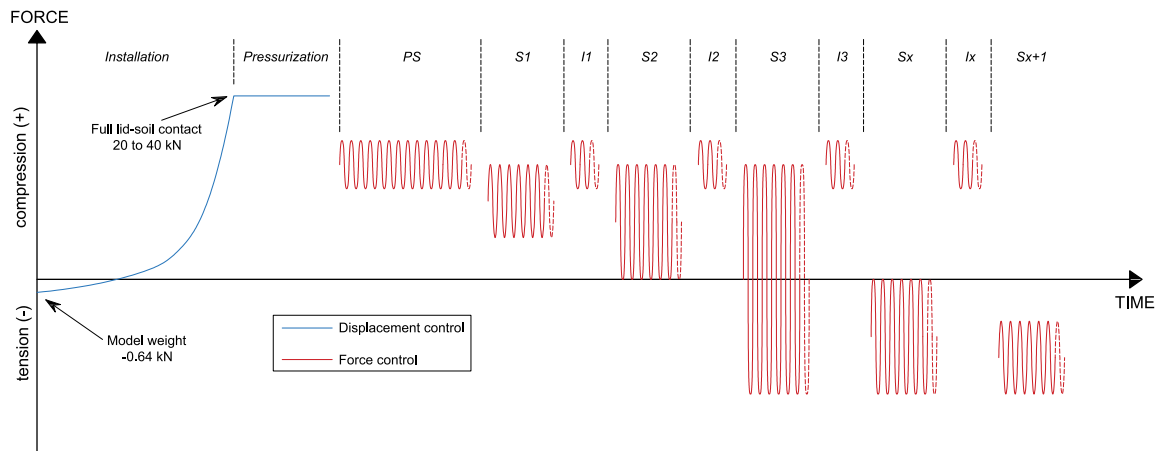 FORCE
Installation
Pressurization
PS
S1
I1
S2
I2
S3
I3
Sx
Ix
Sx+1
Full lid-soil contact
20 to 40 kN
compression (+)
TIME
tension (-)
Model weight
-0.64 kN
Displacement control
Force control